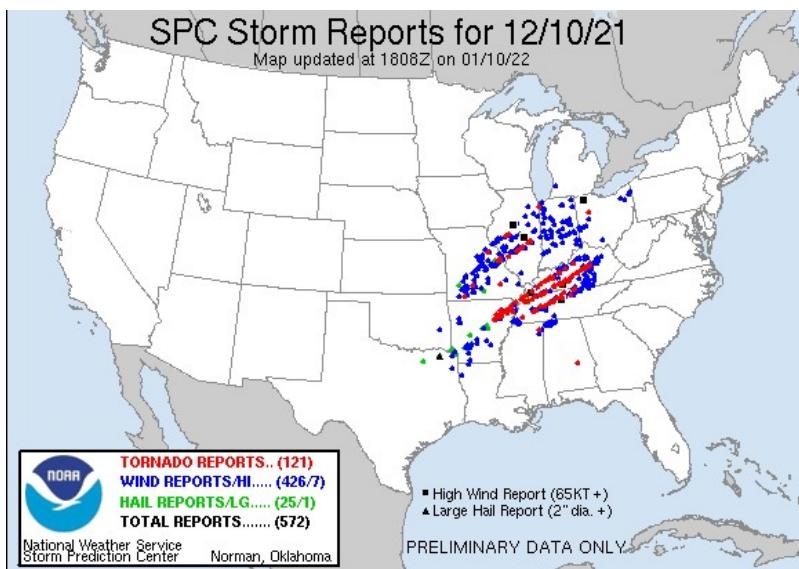 SPC Storm Reports for 12/10/21
Map updated at 1808Z on 01/10/22
NOAA
TORNADO REPORTS.. (121)
WIND REPORTS/HI..... (426/7)
HAIL REPORTS/LG..... (25/1)
TOTAL REPORTS....... (572)
National Weather Service
Storm Prediction Center Norman, Oklahoma
High Wind Report (65KT +)
Large Hail Report (2" dia. +)
PRELIMINARY DATA ONLY